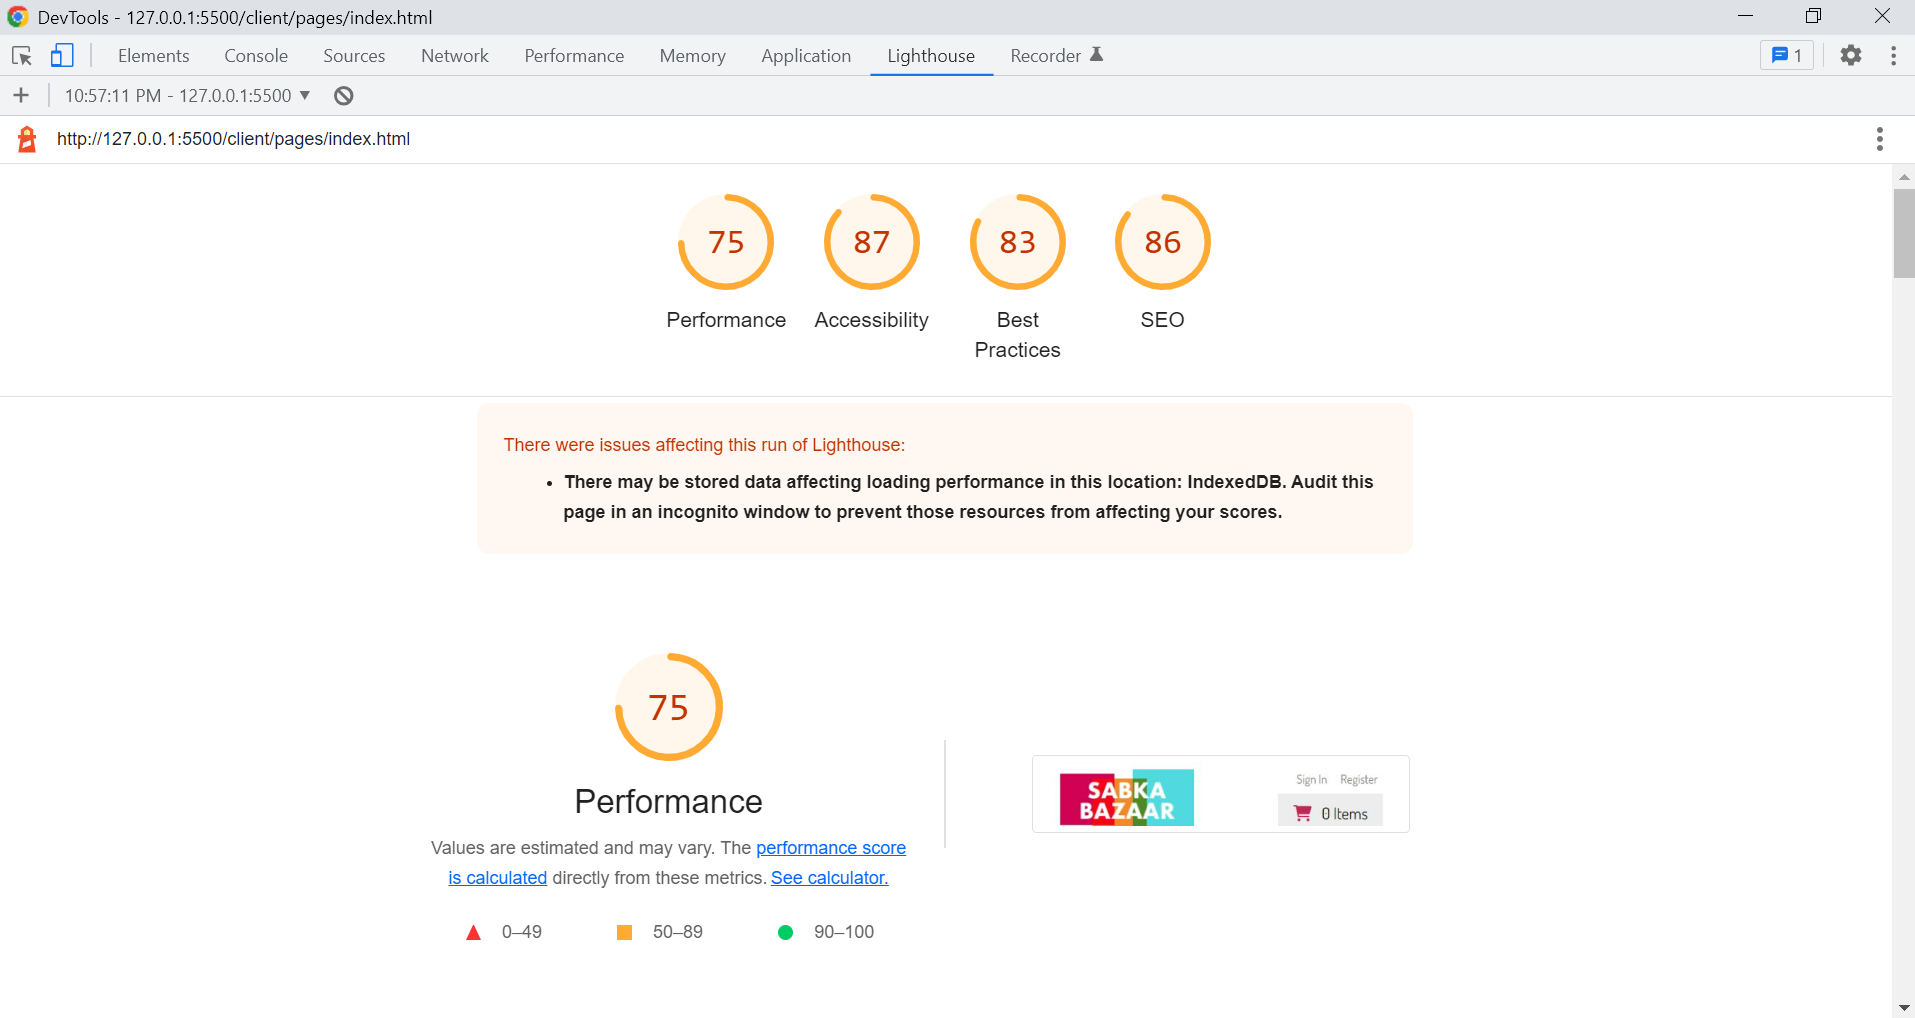 DevTools - 127.0.0.1:5500/client/pages/index.html
Elements Console Sources Network Performance Memory Application Lighthouse Recorder 1
10:57:11 PM - 127.0.0.1:5500
http://127.0.0.1:5500/client/pages/index.html
75 87 83 86
Performance Accessibility Best SEO
Practices
There were issues affecting this run of Lighthouse:
• There may be stored data affecting loading performance in this location: IndexedDB. Audit this
page in an incognito window to prevent those resources from affecting your scores.
75
Performance
Values are estimated and may vary. The performance score
is calculated directly from these metrics. See calculator.
0–49 50–89 90–100
SABKA
BAZAAR
Sign In Register
0 Items